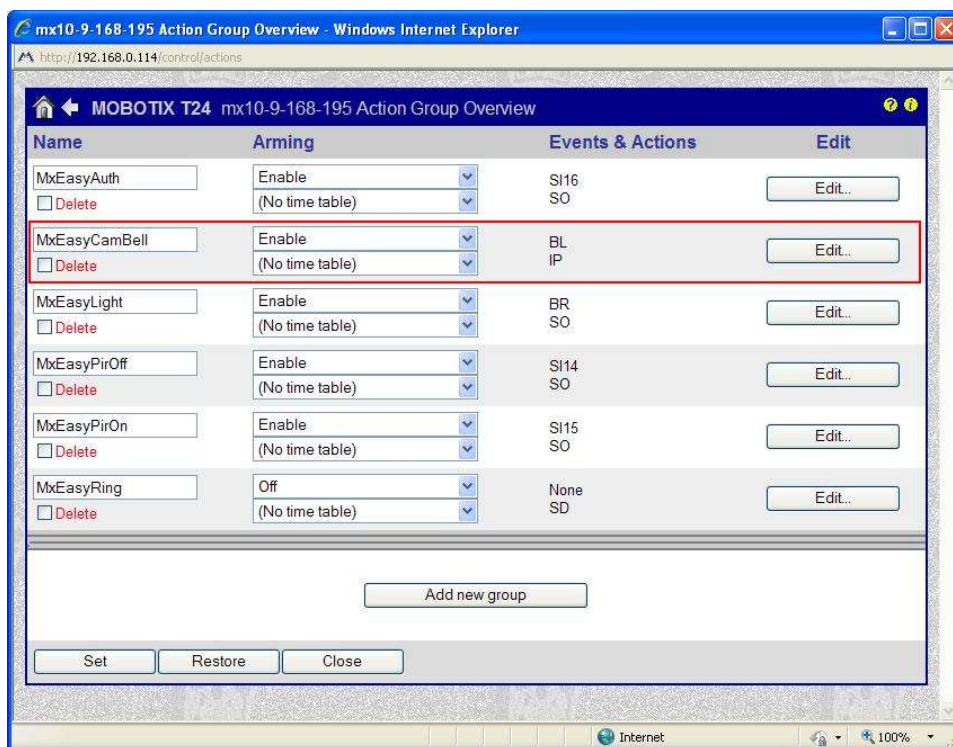 mx10-9-168-195 Action Group Overview - Windows Internet Explorer
http://192.168.0.114/control/actions
MOBOTIX T24 mx10-9-168-195 Action Group Overview ? i
Name Arming Events & Actions Edit
MxEasyAuth Enable SI16 Edit...
Delete (No time table) SO
MxEasyCamBell Enable BL Edit...
Delete (No time table) IP
MxEasyLight Enable BR Edit...
Delete (No time table) SO
MxEasyPirOff Enable SI14 Edit...
Delete (No time table) SO
MxEasyPirOn Enable SI15 Edit...
Delete (No time table) SO
MxEasyRing Off None Edit...
Delete (No time table) SD
Add new group
Set Restore Close
Internet 100%